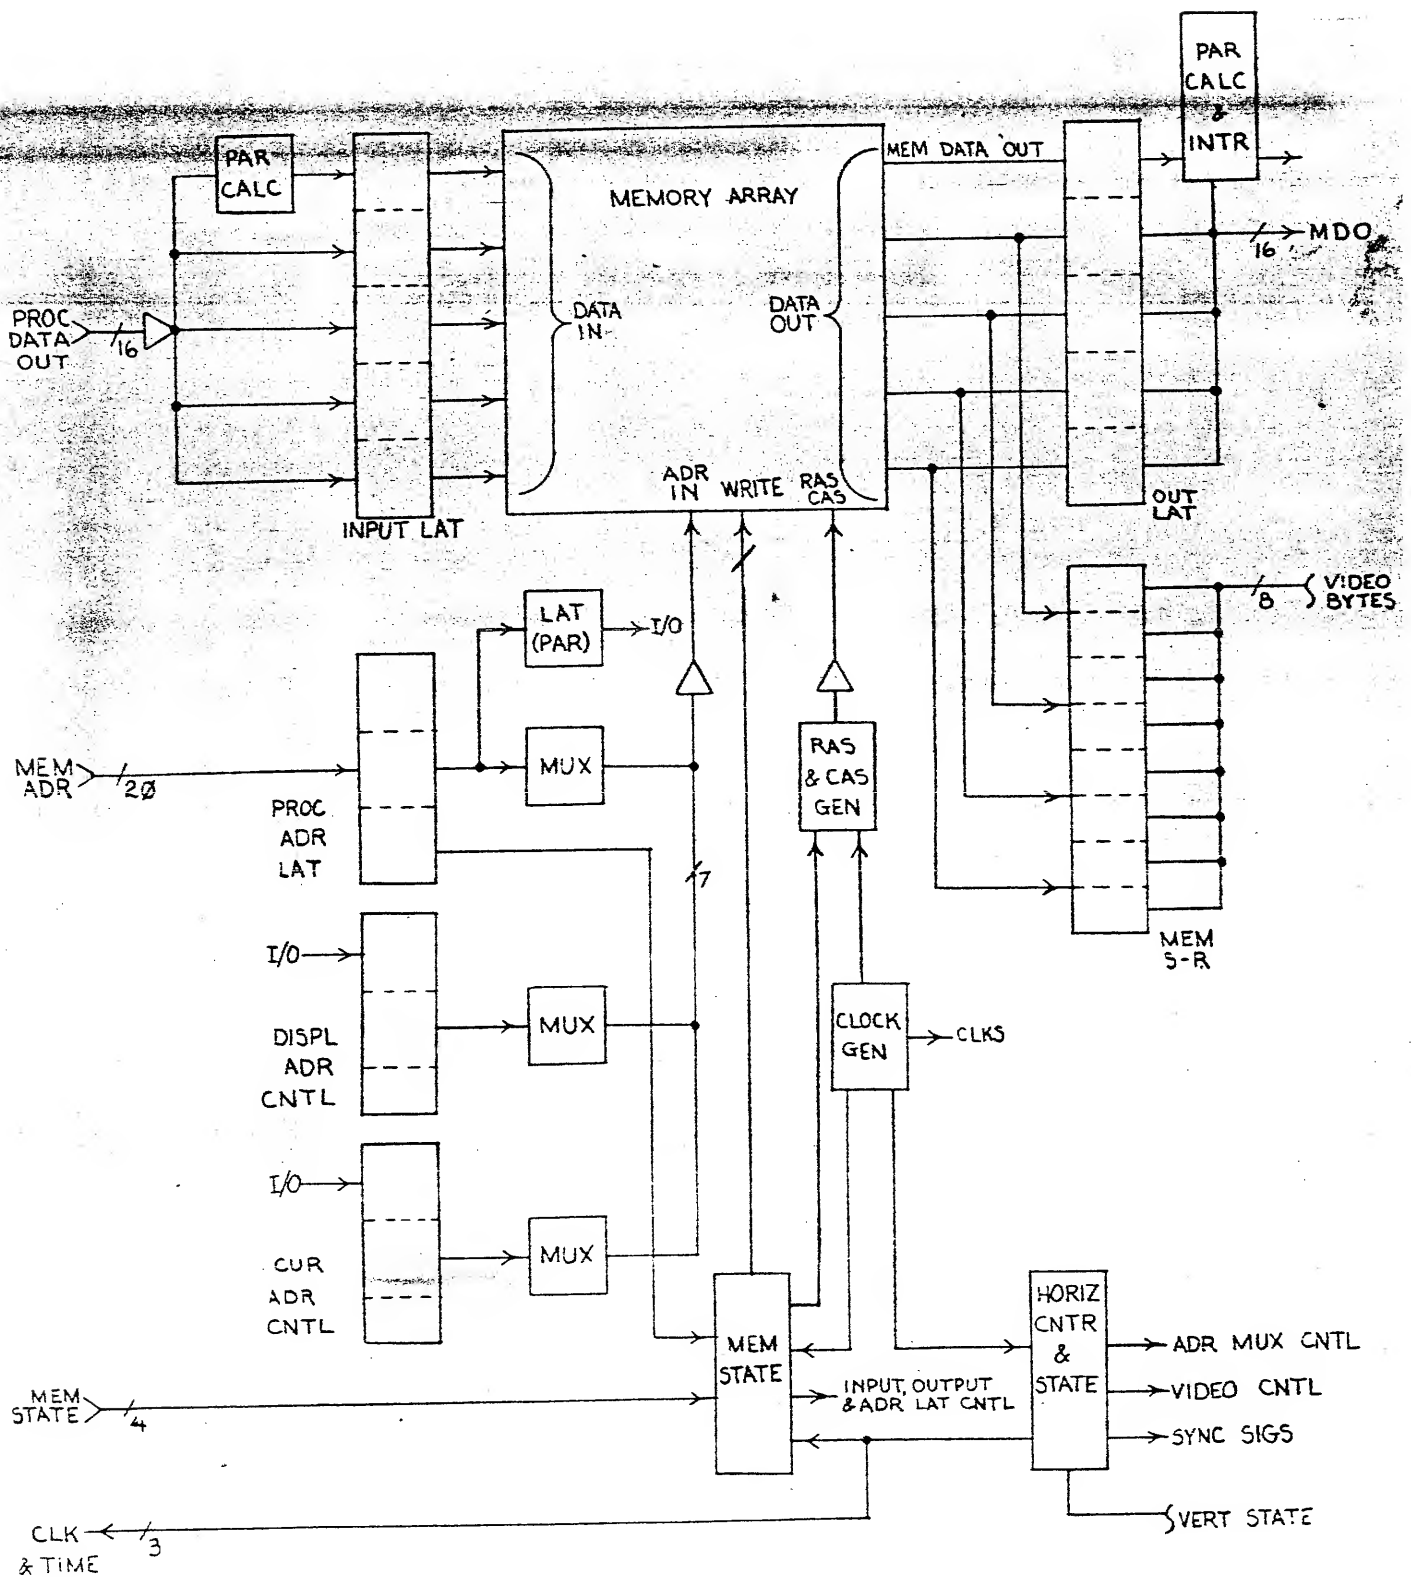 PAR
CALC
&
INTR
PAR
CALC
MEM DATA OUT
MEMORY ARRAY
MDO
16
PROC
DATA
OUT
16
DATA
IN
DATA
OUT
ADR
IN
WRITE
RAS
CAS
INPUT LAT
OUT
LAT
LAT
(PAR)
I/O
8
VIDEO
BYTES
MEM
ADR
20
MUX
RAS
& CAS
GEN
PROC
ADR
LAT
7
MEM
S-R
I/O
DISPL
ADR
CNTL
MUX
CLOCK
GEN
CLKS
I/O
CUR
ADR
CNTL
MUX
MEM
STATE
HORIZ
CNTR
&
STATE
ADR MUX CNTL
VIDEO CNTL
SYNC SIGS
INPUT, OUTPUT
& ADR LAT CNTL
MEM
STATE
4
VERT STATE
CLK
& TIME
3